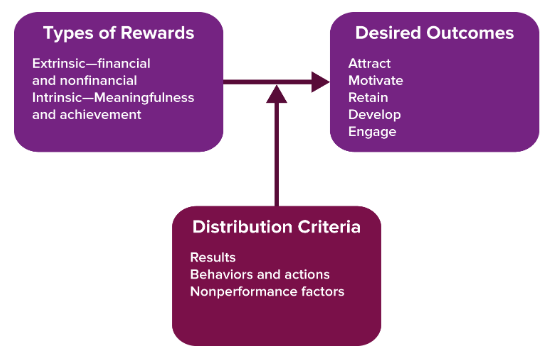 Types of Rewards
Extrinsic—financial
and nonfinancial
Intrinsic—Meaningfulness
and achievement
Desired Outcomes
Attract
Motivate
Retain
Develop
Engage
Distribution Criteria
Results
Behaviors and actions
Nonperformance factors